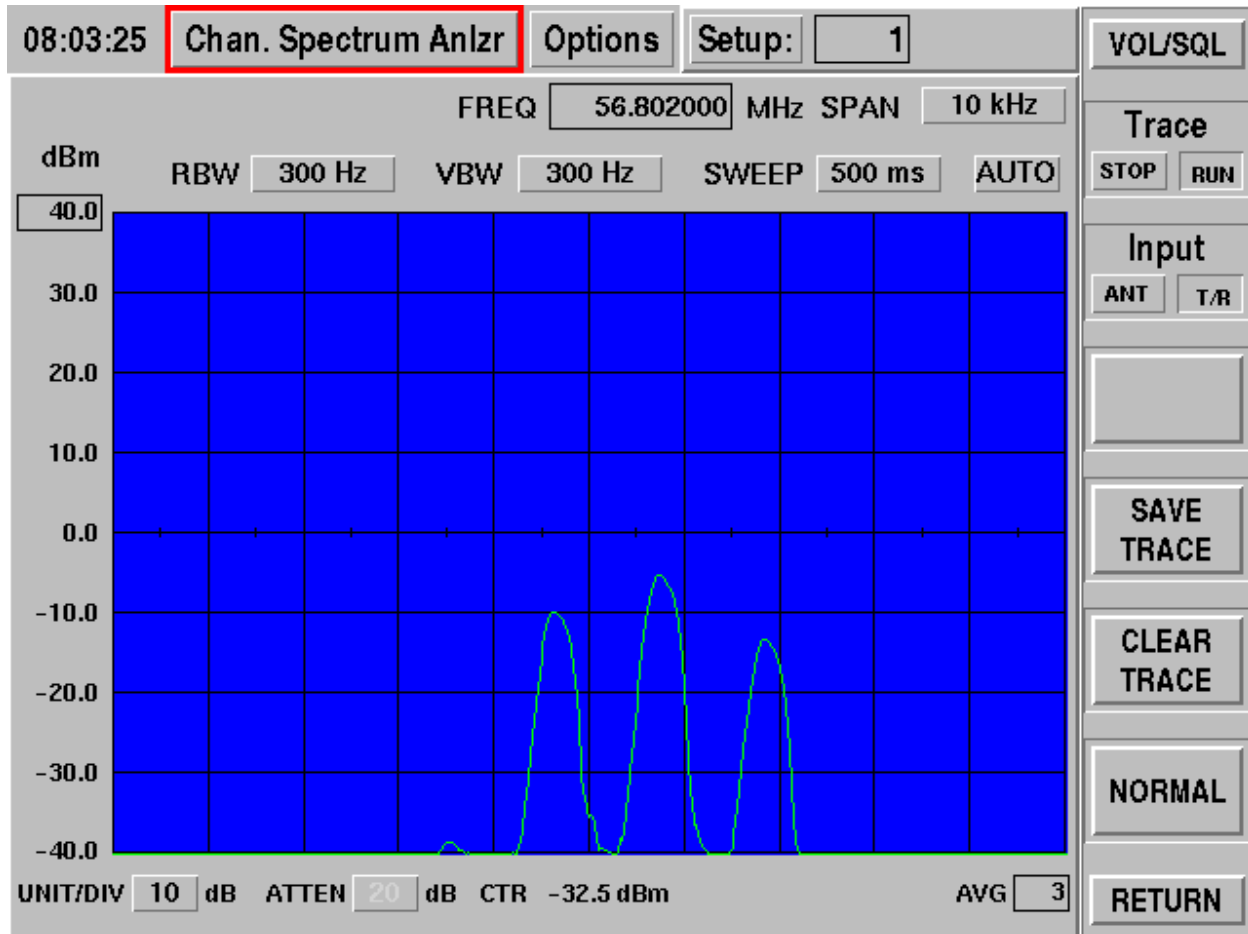 08:03:25 Chan. Spectrum Anlzr Options Setup: 1
FREQ 56.802000 MHz SPAN 10 kHz
dBm RBW 300 Hz VBW 300 Hz SWEEP 500 ms AUTO
40.0
30.0
20.0
10.0
0.0
-10.0
-20.0
-30.0
-40.0
UNIT/DIV 10 dB ATTEN 20 dB CTR -32.5 dBm AVG 3
VOL/SQL
Trace
STOP RUN
Input
ANT T/R
SAVE
TRACE
CLEAR
TRACE
NORMAL
RETURN